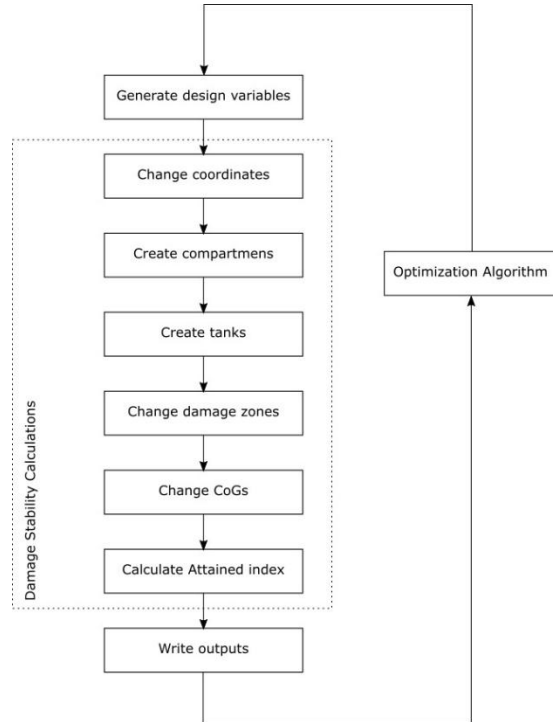 Generate design variables
Change coordinates
Create compartmens
Optimization Algorithm
Create tanks
Change damage zones
Change CoGs
Calculate Attained index
Damage Stability Calculations
Write outputs